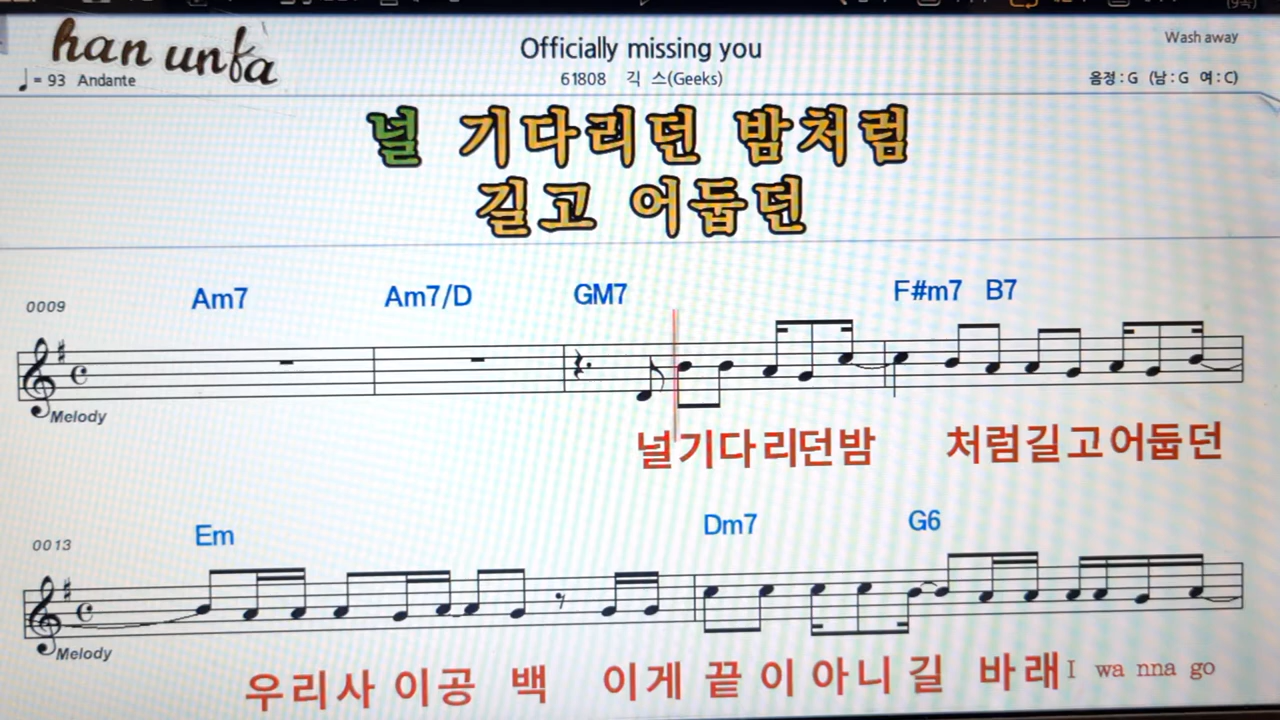 han unfa
Officially missing you
Wash away
♩= 93 Andante
61808 긱 스(Geeks)
음정 : G (남 : G 여 : C)
널 기다리던 밤처럼
길고 어둡던
0009 Am7 Am7/D GM7 F#m7 B7
Melody
널 기다리던밤 처럼길고어둡던
0013 Em Dm7 G6
Melody
우리사 이공 백 이게 끝 이 아니 길 바래 I wa nna go